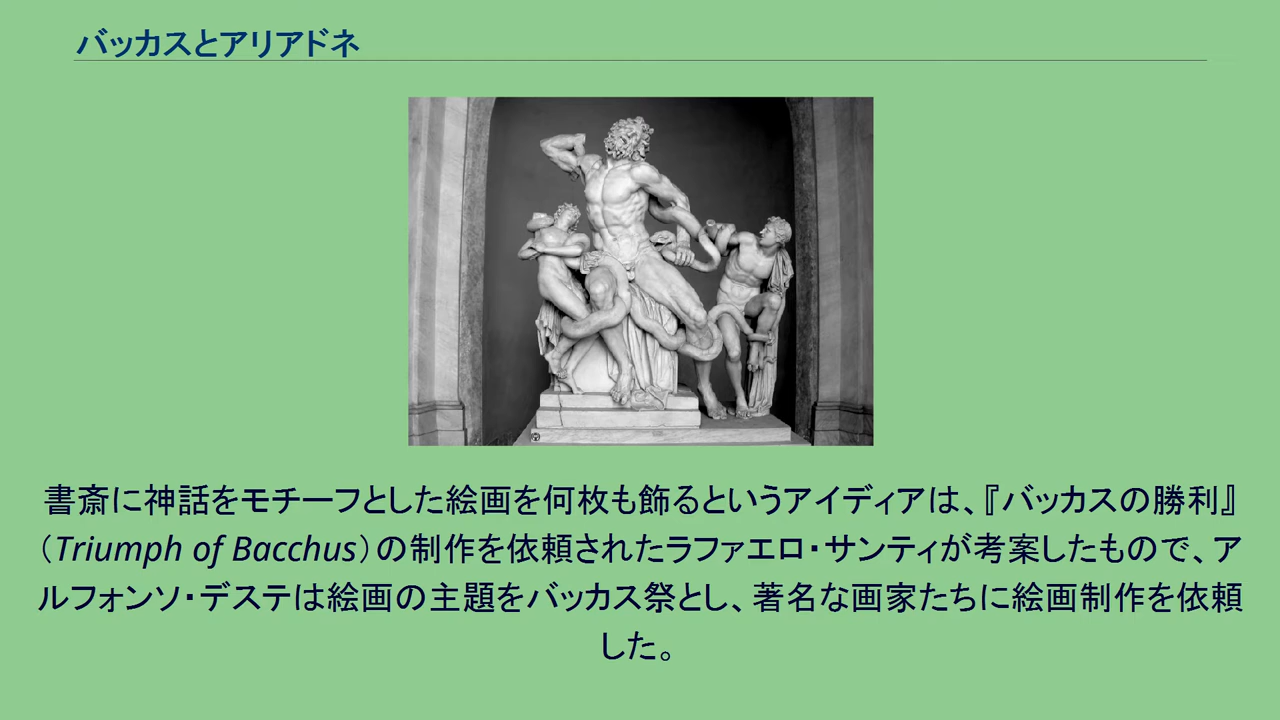 バッカスとアリアドネ
書斎に神話をモチーフとした絵画を何枚も飾るというアイディアは、『バッカスの勝利』
（Triumph of Bacchus）の制作を依頼されたラファエロ・サンティが考案したもので、ア
ルフォンソ・デステは絵画の主題をバッカス祭とし、著名な画家たちに絵画制作を依頼
した。